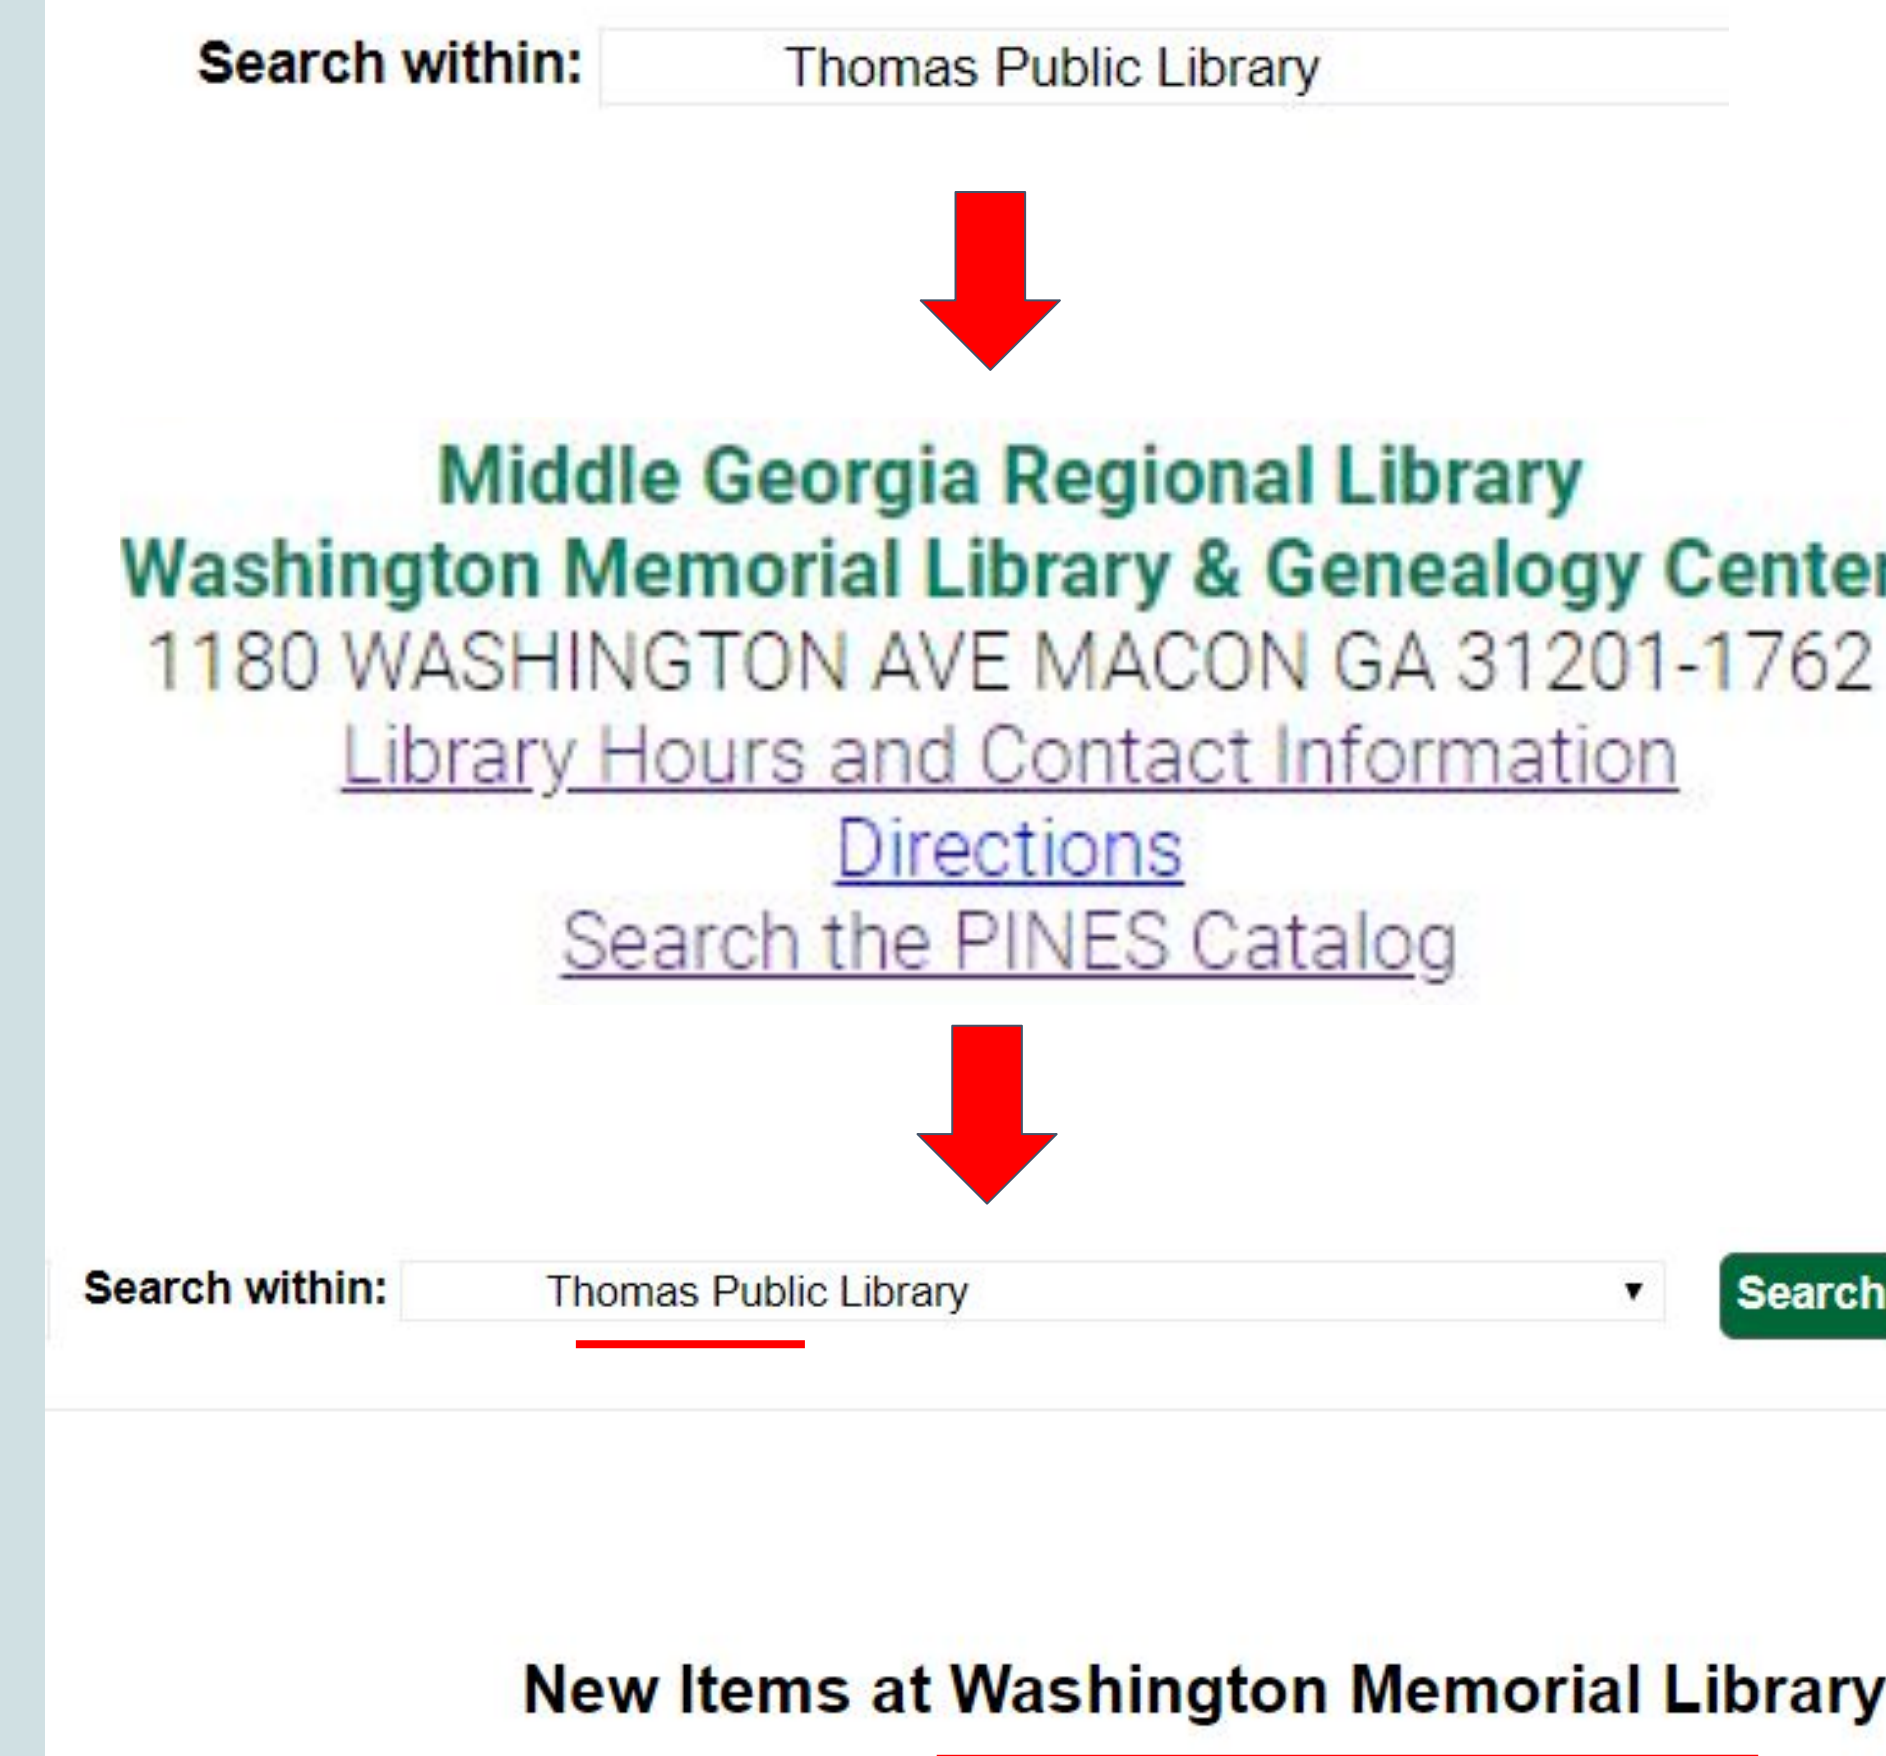 Search within: Thomas Public Library
Middle Georgia Regional Library
Washington Memorial Library & Genealogy Center
1180 WASHINGTON AVE MACON GA 31201-1762
Library Hours and Contact Information
Directions
Search the PINES Catalog
Search within: Thomas Public Library ▼ Search
New Items at Washington Memorial Library